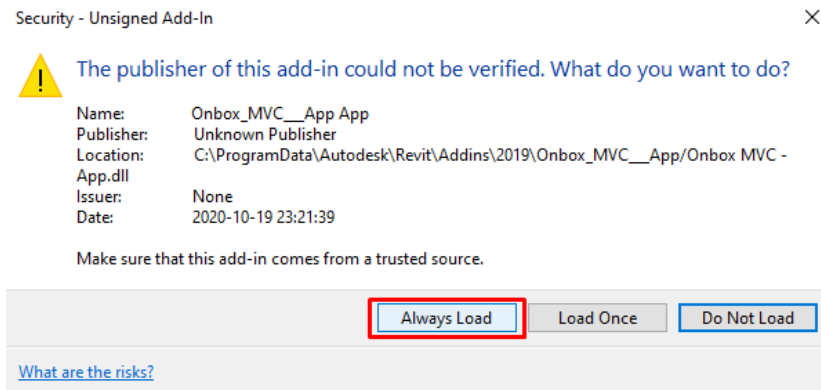 Security - Unsigned Add-In
The publisher of this add-in could not be verified. What do you want to do?
Name: Onbox_MVC__App App
Publisher: Unknown Publisher
Location: C:\ProgramData\Autodesk\Revit\Addins\2019\Onbox_MVC__App/Onbox MVC -
App.dll
Issuer: None
Date: 2020-10-19 23:21:39
Make sure that this add-in comes from a trusted source.
Always Load Load Once Do Not Load
What are the risks?